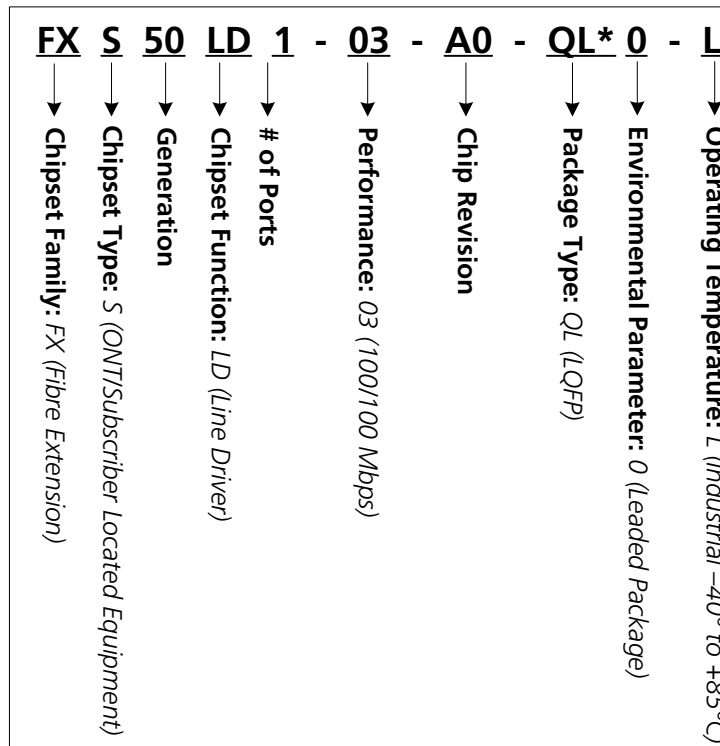 FX S 50 LD 1 - 03 - A0 - QL* 0 - L
Chipset Family: FX (Fibre Extension)
Chipset Type: S (ONT/Subscriber Located Equipment)
Generation
Chipset Function: LD (Line Driver)
# of Ports
Performance: 03 (100/100 Mbps)
Chip Revision
Package Type: QL (LQFP)
Environmental Parameter: 0 (Leaded Package)
Operating Temperature: L (Industrial –40° to +85°C)